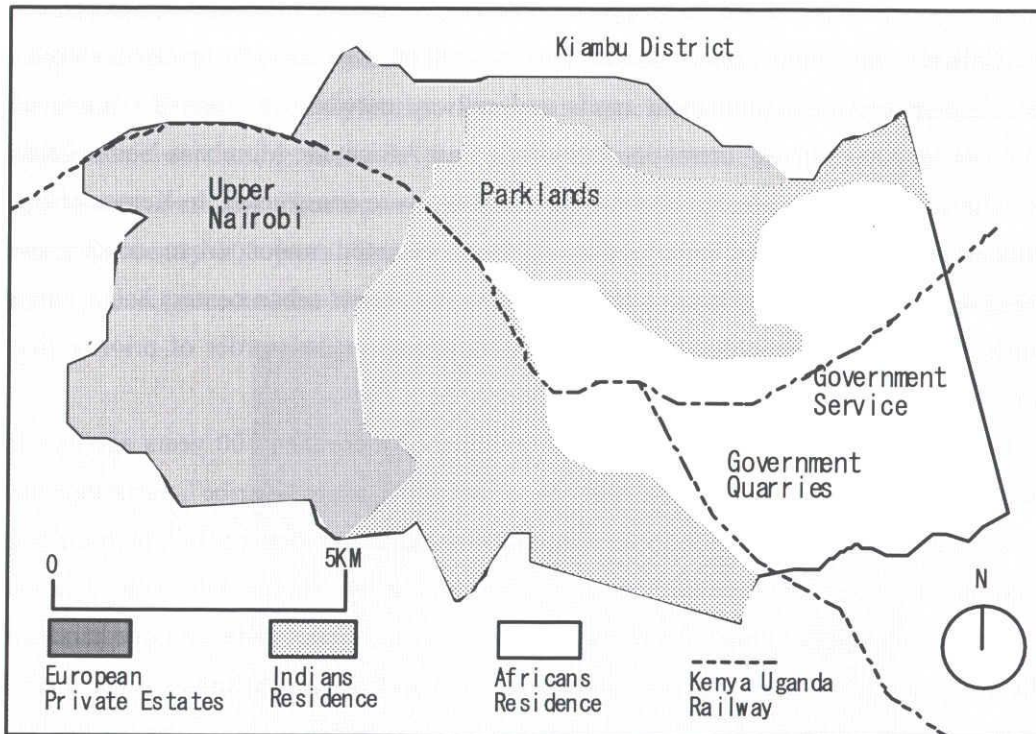 Kiambu District
Upper
Nairobi
Parklands
Government
Service
Government
Quarries
0
5KM
N
European
Private Estates
Indians
Residence
Africans
Residence
Kenya Uganda
Railway